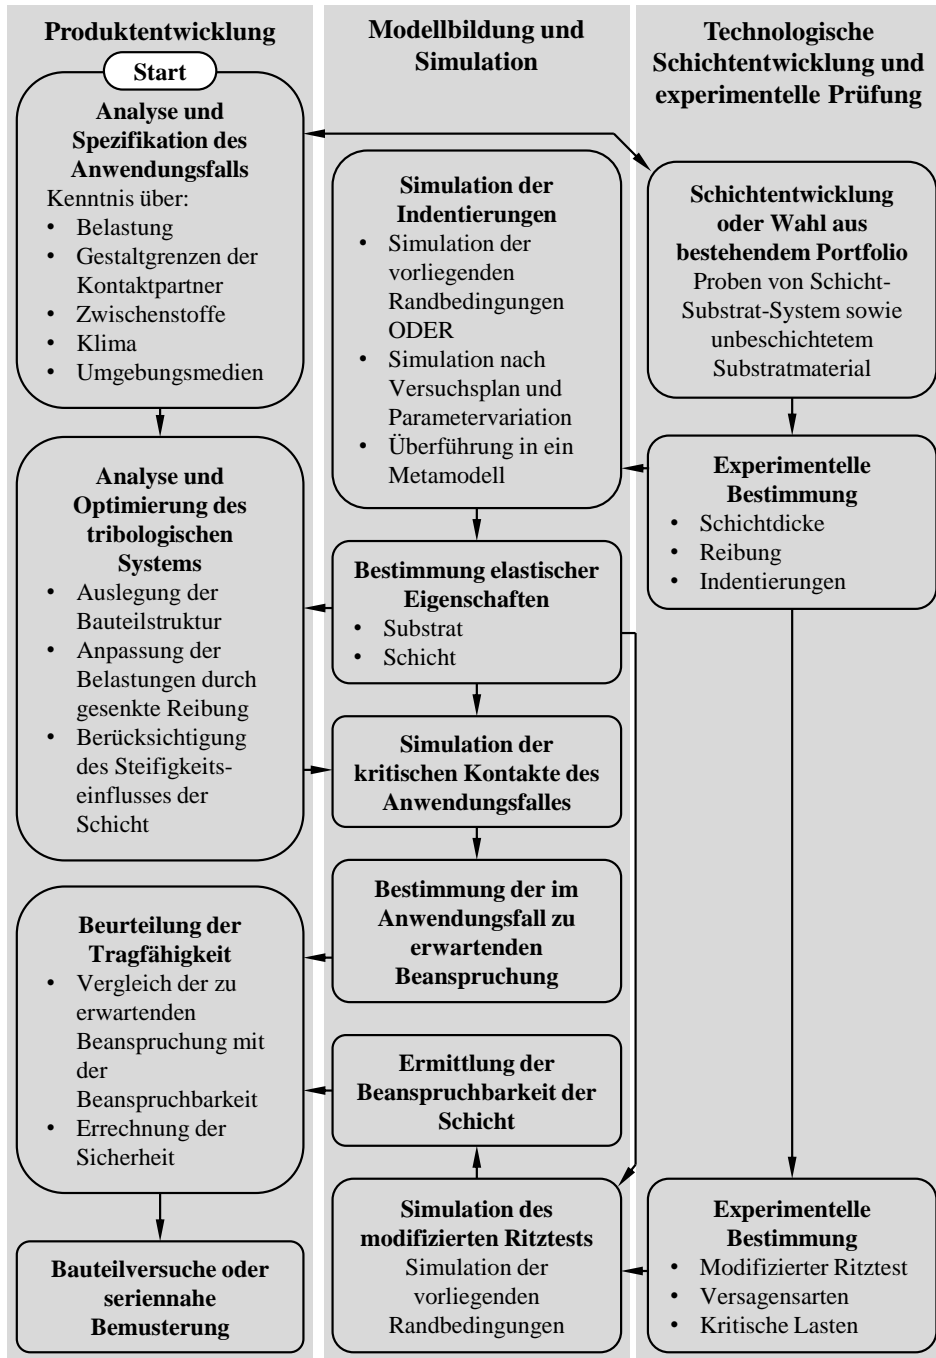 Produktentwicklung
Start
Analyse und
Spezifikation des
Anwendungsfalls
Kenntnis über:
• Belastung
• Gestaltgrenzen der
Kontaktpartner
• Zwischenstoffe
• Klima
• Umgebungsmedien
Analyse und
Optimierung des
tribologischen
Systems
• Auslegung der
Bauteilstruktur
• Anpassung der
Belastungen durch
gesenkte Reibung
• Berücksichtigung
des Steifigkeits-
einflusses der
Schicht
Beurteilung der
Tragfähigkeit
• Vergleich der zu
erwartenden
Beanspruchung mit
der
Beanspruchbarkeit
• Errechnung der
Sicherheit
Bauteilversuche oder
seriennahe
Bemusterung
Modellbildung und
Simulation
Simulation der
Indentierungen
• Simulation der
vorliegenden
Randbedingungen
ODER
• Simulation nach
Versuchsplan und
Parametervariation
• Überführung in ein
Metamodell
Bestimmung elastischer
Eigenschaften
• Substrat
• Schicht
Simulation der
kritischen Kontakte des
Anwendungsfalles
Bestimmung der im
Anwendungsfall zu
erwartenden
Beanspruchung
Ermittlung der
Beanspruchbarkeit der
Schicht
Simulation des
modifizierten Ritztests
Simulation der
vorliegenden
Randbedingungen
Technologische
Schichtentwicklung und
experimentelle Prüfung
Schichtentwicklung
oder Wahl aus
bestehendem Portfolio
Proben von Schicht-
Substrat-System sowie
unbeschichtetem
Substratmaterial
Experimentelle
Bestimmung
• Schichtdicke
• Reibung
• Indentierungen
Experimentelle
Bestimmung
• Modifizierter Ritztest
• Versagensarten
• Kritische Lasten